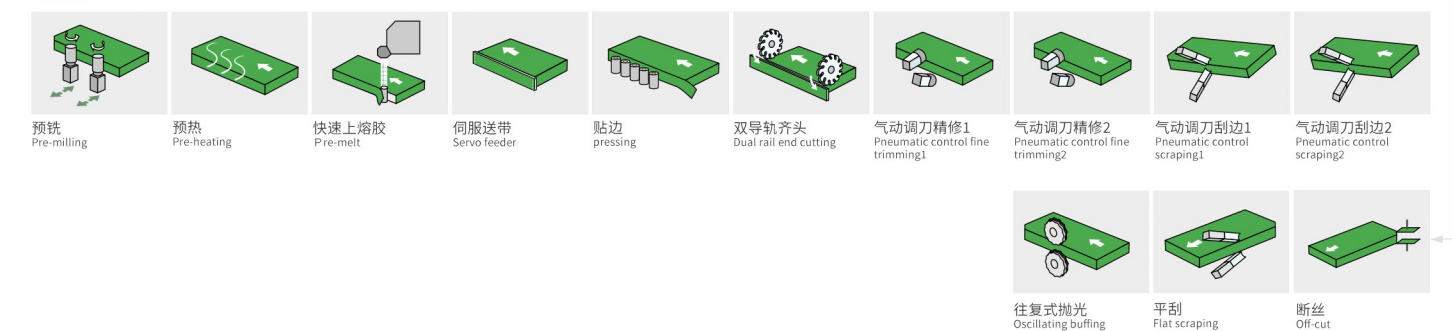 预铣
Pre-milling
预热
Pre-heating
快速上熔胶
Pre-melt
伺服送带
Servo feeder
贴边
pressing
双导轨齐头
Dual rail end cutting
气动调刀精修1
Pneumatic control fine
trimming1
气动调刀精修2
Pneumatic control fine
trimming2
气动调刀刮边1
Pneumatic control
scraping1
气动调刀刮边2
Pneumatic control
scraping2
往复式抛光
Oscillating buffing
平刮
Flat scraping
断丝
Off-cut